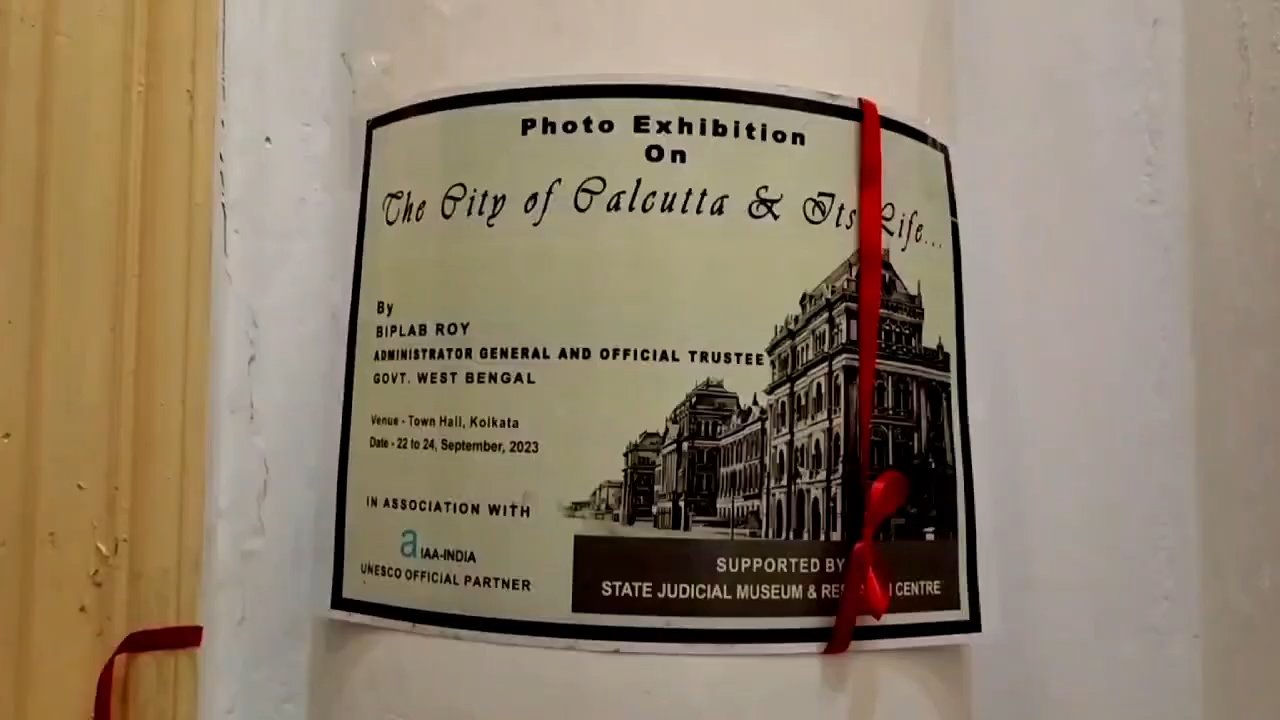 Photo Exhibition
On
The City of Calcutta & Its Life...
By
BIPLAB ROY
ADMINISTRATOR GENERAL AND OFFICIAL TRUSTEE
GOVT. WEST BENGAL
Venue - Town Hall, Kolkata
Date - 22 to 24, September, 2023
IN ASSOCIATION WITH
a IAA-INDIA
UNESCO OFFICIAL PARTNER
SUPPORTED BY
STATE JUDICIAL MUSEUM & CENTRE